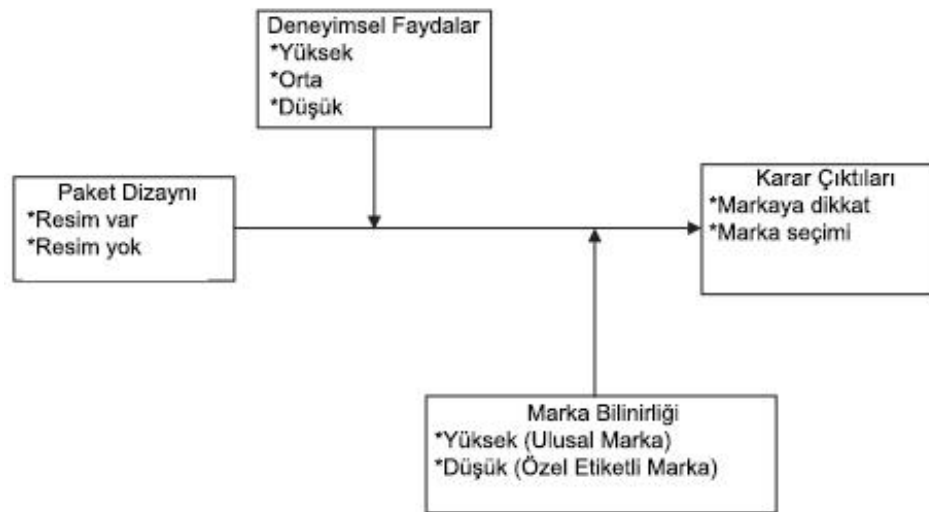 Deneyimsel Faydalar
*Yüksek
*Orta
*Düşük
Paket Dizaynı
*Resim var
*Resim yok
Karar Çıktıları
*Markaya dikkat
*Marka seçimi
Marka Bilinirliği
*Yüksek (Ulusal Marka)
*Düşük (Özel Etiketli Marka)